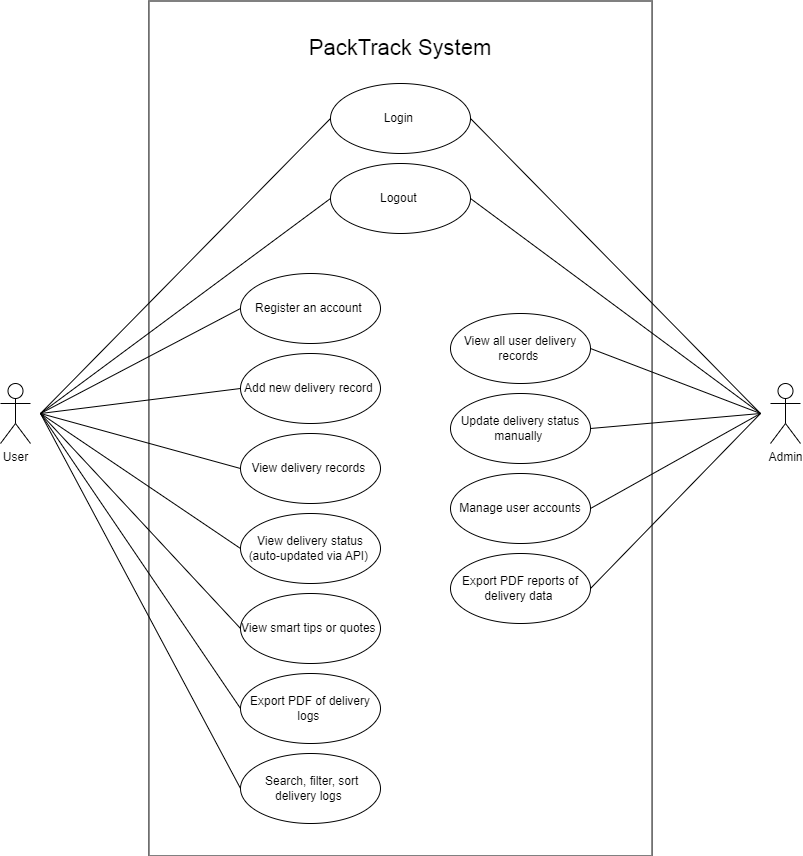 PackTrack System
Login
Logout
Register an account
Add new delivery record
View delivery records
View delivery status
(auto-updated via API)
View smart tips or quotes
Export PDF of delivery
logs
Search, filter, sort
delivery logs
View all user delivery
records
Update delivery status
manually
Manage user accounts
Export PDF reports of
delivery data
User
Admin